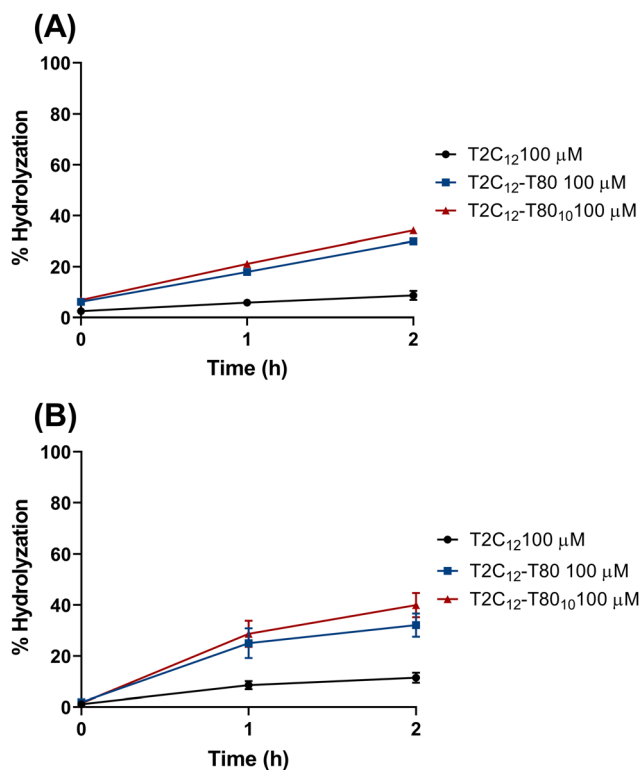 (A)
100
80
60
40
20
0
% Hydrolyzation
0 1 2
Time (h)
T2C₁₂100 μM
T2C₁₂-T80 100 μM
T2C₁₂-T80₁₀100 μM
(B)
100
80
60
40
20
0
% Hydrolyzation
0 1 2
Time (h)
T2C₁₂100 μM
T2C₁₂-T80 100 μM
T2C₁₂-T80₁₀100 μM